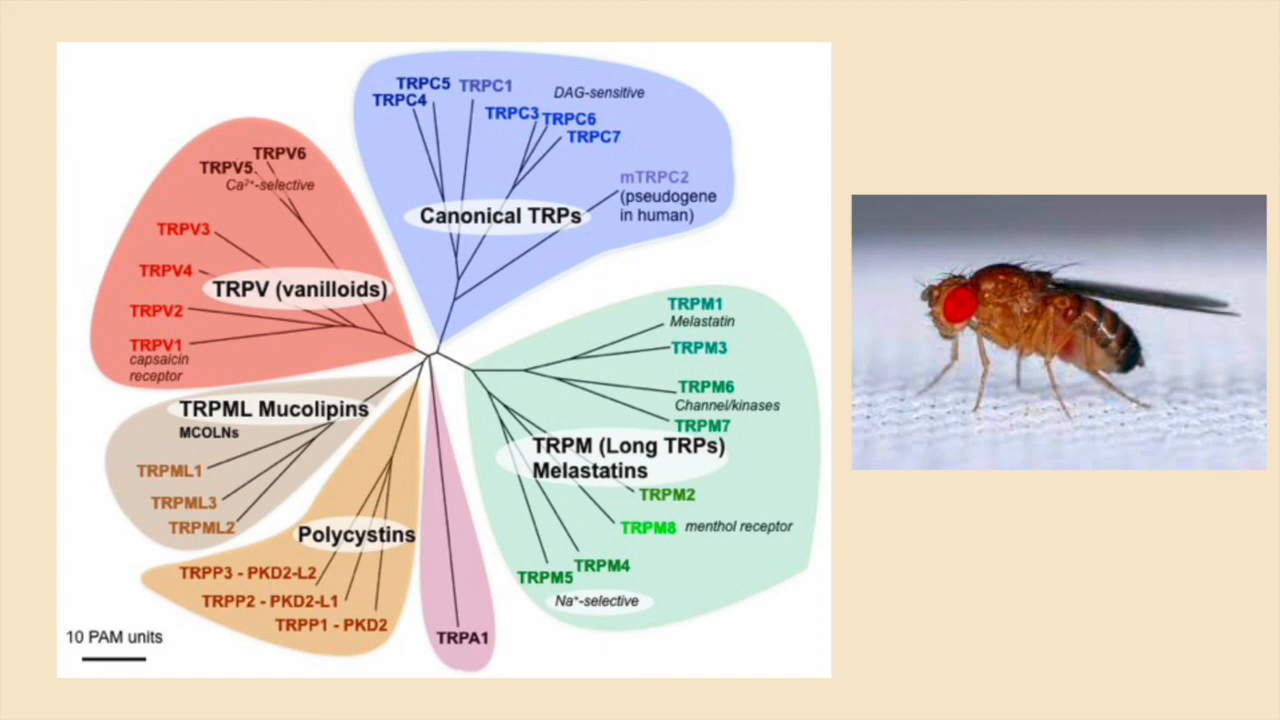 TRPC5
TRPC1
TRPC4
DAG-sensitive
TRPC3
TRPC6
TRPC7
mTRPC2
(pseudogene
in human)
Canonical TRPs
TRPV6
TRPV5
Ca²⁺-selective
TRPV3
TRPV4
TRPV (vanilloids)
TRPV2
TRPV1
capsaicin
receptor
TRPM1
Melastatin
TRPM3
TRPM6
Channel/kinases
TRPM7
TRPM (Long TRPs)
Melastatins
TRPM2
TRPM8 menthol receptor
TRPM4
TRPM5
Na⁺-selective
TRPML Mucolipins
MCOLNs
TRPML1
TRPML3
TRPML2
Polycystins
TRPP3 - PKD2-L2
TRPP2 - PKD2-L1
TRPP1 - PKD2
TRPA1
10 PAM units